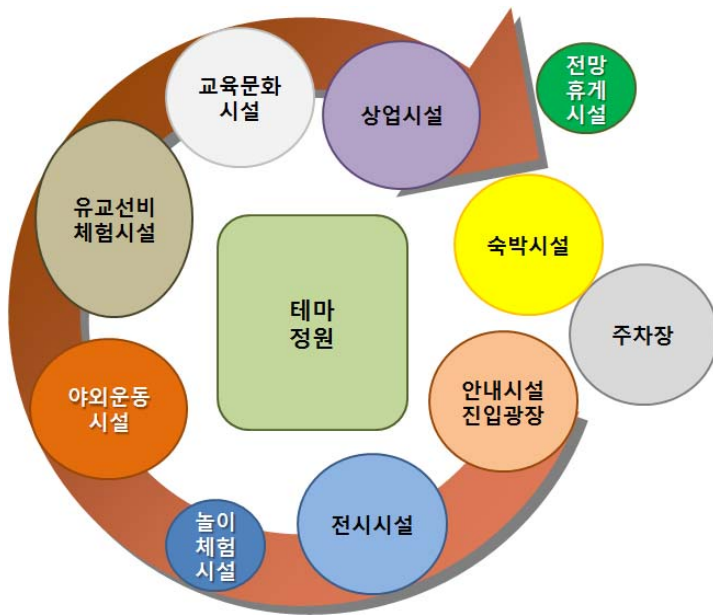 교육문화
시설
상업시설
전망
휴게
시설
유교선비
체험시설
숙박시설
테마
정원
주차장
야외운동
시설
안내시설
진입광장
놀이
체험
시설
전시시설